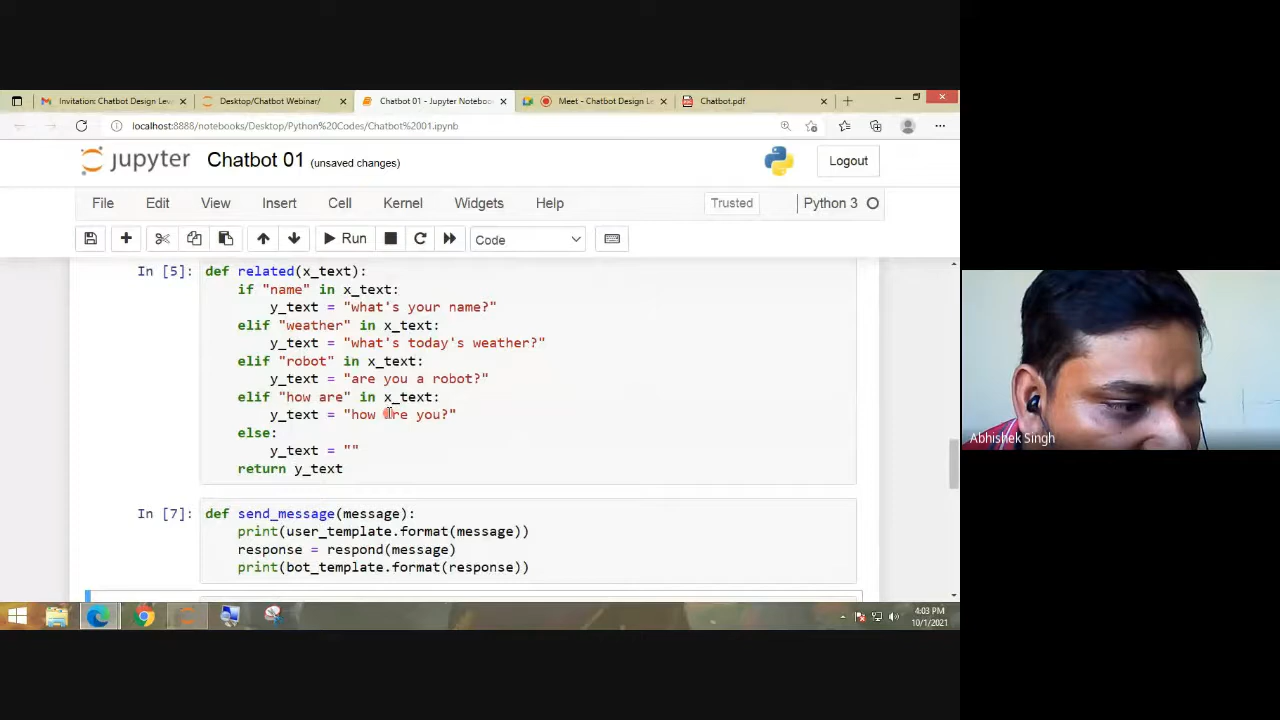 Invitation: Chatbot Design Lev
Desktop/Chatbot Webinar/
Chatbot 01 - Jupyter Noteboo
Meet - Chatbot Design Le
Chatbot.pdf
localhost:8888/notebooks/Desktop/Python%20Codes/Chatbot%2001.ipynb
jupyter Chatbot 01 (unsaved changes)
Logout
File Edit View Insert Cell Kernel Widgets Help
Trusted
Python 3
Run
Code
In [5]: def related(x_text):
if "name" in x_text:
y_text = "what's your name?"
elif "weather" in x_text:
y_text = "what's today's weather?"
elif "robot" in x_text:
y_text = "are you a robot?"
elif "how are" in x_text:
y_text = "how are you?"
else:
y_text = ""
return y_text
In [7]: def send_message(message):
print(user_template.format(message))
response = respond(message)
print(bot_template.format(response))
4:03 PM
10/1/2021
Abhishek Singh